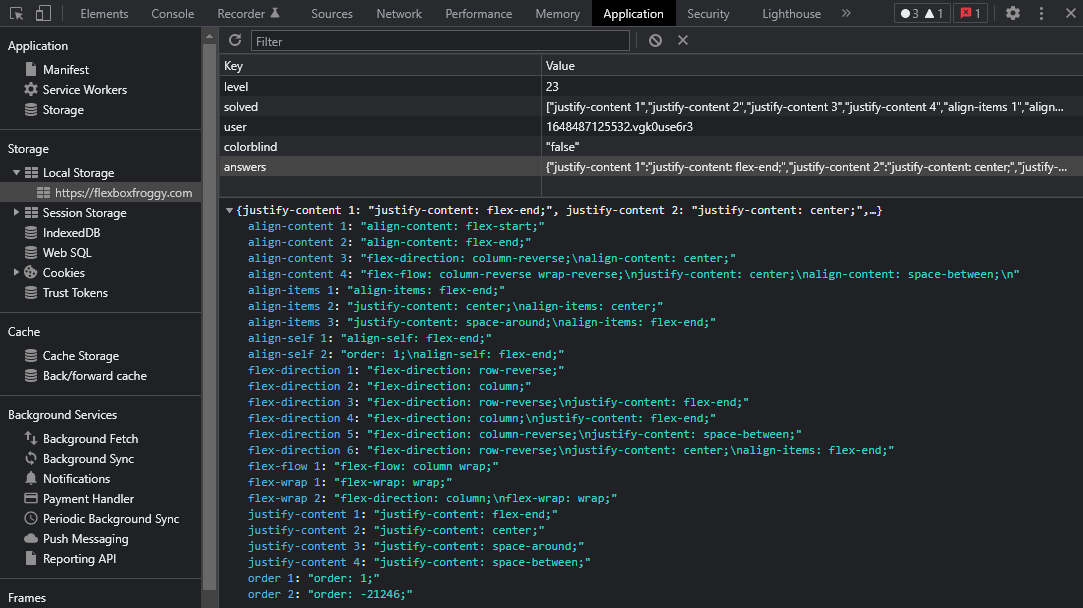 Elements Console Recorder Sources Network Performance Memory Application Security Lighthouse » 3 1 1
Application
Manifest
Service Workers
Storage
Storage
Local Storage
https://flexboxfroggy.com
Session Storage
IndexedDB
Web SQL
Cookies
Trust Tokens
Cache
Cache Storage
Back/forward cache
Background Services
Background Fetch
Background Sync
Notifications
Payment Handler
Periodic Background Sync
Push Messaging
Reporting API
Frames
Filter
Key Value
level 23
solved ["justify-content 1","justify-content 2","justify-content 3","justify-content 4","align-items 1","align...
user 1648487125532.vgk0use6r3
colorblind "false"
answers {"justify-content 1":"justify-content: flex-end;","justify-content 2":"justify-content: center;","justify-...
{justify-content 1: "justify-content: flex-end;", justify-content 2: "justify-content: center;",…}
align-content 1: "align-content: flex-start;"
align-content 2: "align-content: flex-end;"
align-content 3: "flex-direction: column-reverse;\nalign-content: center;"
align-content 4: "flex-flow: column-reverse wrap-reverse;\njustify-content: center;\nalign-content: space-between;\n"
align-items 1: "align-items: flex-end;"
align-items 2: "justify-content: center;\nalign-items: center;"
align-items 3: "justify-content: space-around;\nalign-items: flex-end;"
align-self 1: "align-self: flex-end;"
align-self 2: "order: 1;\nalign-self: flex-end;"
flex-direction 1: "flex-direction: row-reverse;"
flex-direction 2: "flex-direction: column;"
flex-direction 3: "flex-direction: row-reverse;\njustify-content: flex-end;"
flex-direction 4: "flex-direction: column;\njustify-content: flex-end;"
flex-direction 5: "flex-direction: column-reverse;\njustify-content: space-between;"
flex-direction 6: "flex-direction: row-reverse;\njustify-content: center;\nalign-items: flex-end;"
flex-flow 1: "flex-flow: column wrap;"
flex-wrap 1: "flex-wrap: wrap;"
flex-wrap 2: "flex-direction: column;\nflex-wrap: wrap;"
justify-content 1: "justify-content: flex-end;"
justify-content 2: "justify-content: center;"
justify-content 3: "justify-content: space-around;"
justify-content 4: "justify-content: space-between;"
order 1: "order: 1;"
order 2: "order: -21246;"